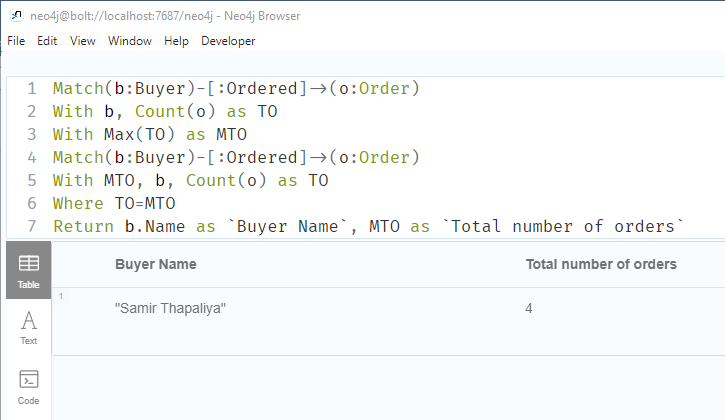 neo4j@bolt://localhost:7687/neo4j - Neo4j Browser
File Edit View Window Help Developer
1 Match(b:Buyer)-[:Ordered]->(o:Order)
2 With b, Count(o) as TO
3 With Max(TO) as MTO
4 Match(b:Buyer)-[:Ordered]->(o:Order)
5 With MTO, b, Count(o) as TO
6 Where TO=MTO
7 Return b.Name as `Buyer Name`, MTO as `Total number of orders`
Table
Text
Code
Buyer Name Total number of orders
1 "Samir Thapaliya" 4